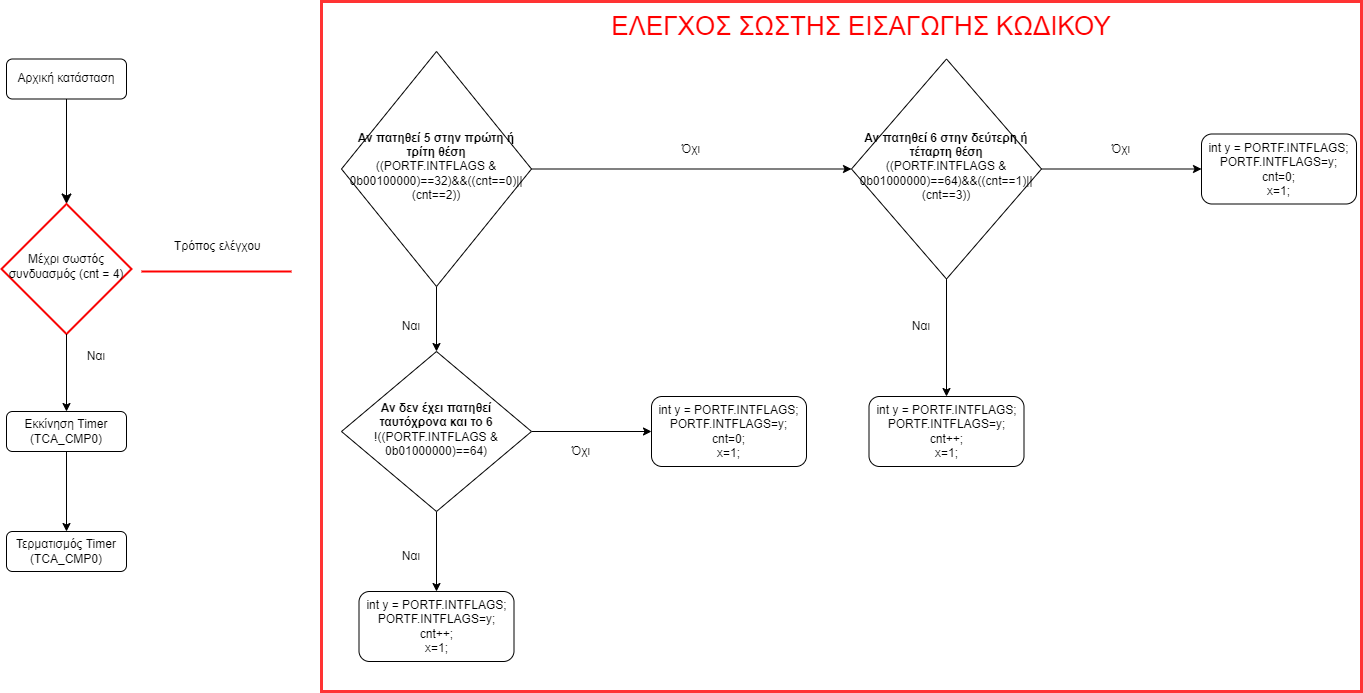 ΕΛΕΓΧΟΣ ΣΩΣΤΗΣ ΕΙΣΑΓΩΓΗΣ ΚΩΔΙΚΟΥ
Αρχική κατάσταση
Μέχρι σωστός
συνδυασμός (cnt = 4)
Τρόπος ελέγχου
Ναι
Εκκίνηση Timer
(TCA_CMP0)
Τερματισμός Timer
(TCA_CMP0)
Αν πατηθεί 5 στην πρώτη ή
τρίτη θέση
((PORTF.INTFLAGS &
0b00100000)==32)&&((cnt==0)||
(cnt==2))
Όχι
Αν πατηθεί 6 στην δεύτερη ή
τέταρτη θέση
((PORTF.INTFLAGS &
0b01000000)==64)&&((cnt==1)||
(cnt==3))
Όχι
int y = PORTF.INTFLAGS;
PORTF.INTFLAGS=y;
cnt=0;
x=1;
Ναι
Ναι
Αν δεν έχει πατηθεί
ταυτόχρονα και το 6
!((PORTF.INTFLAGS &
0b01000000)==64)
Όχι
int y = PORTF.INTFLAGS;
PORTF.INTFLAGS=y;
cnt=0;
x=1;
int y = PORTF.INTFLAGS;
PORTF.INTFLAGS=y;
cnt++;
x=1;
Ναι
int y = PORTF.INTFLAGS;
PORTF.INTFLAGS=y;
cnt++;
x=1;